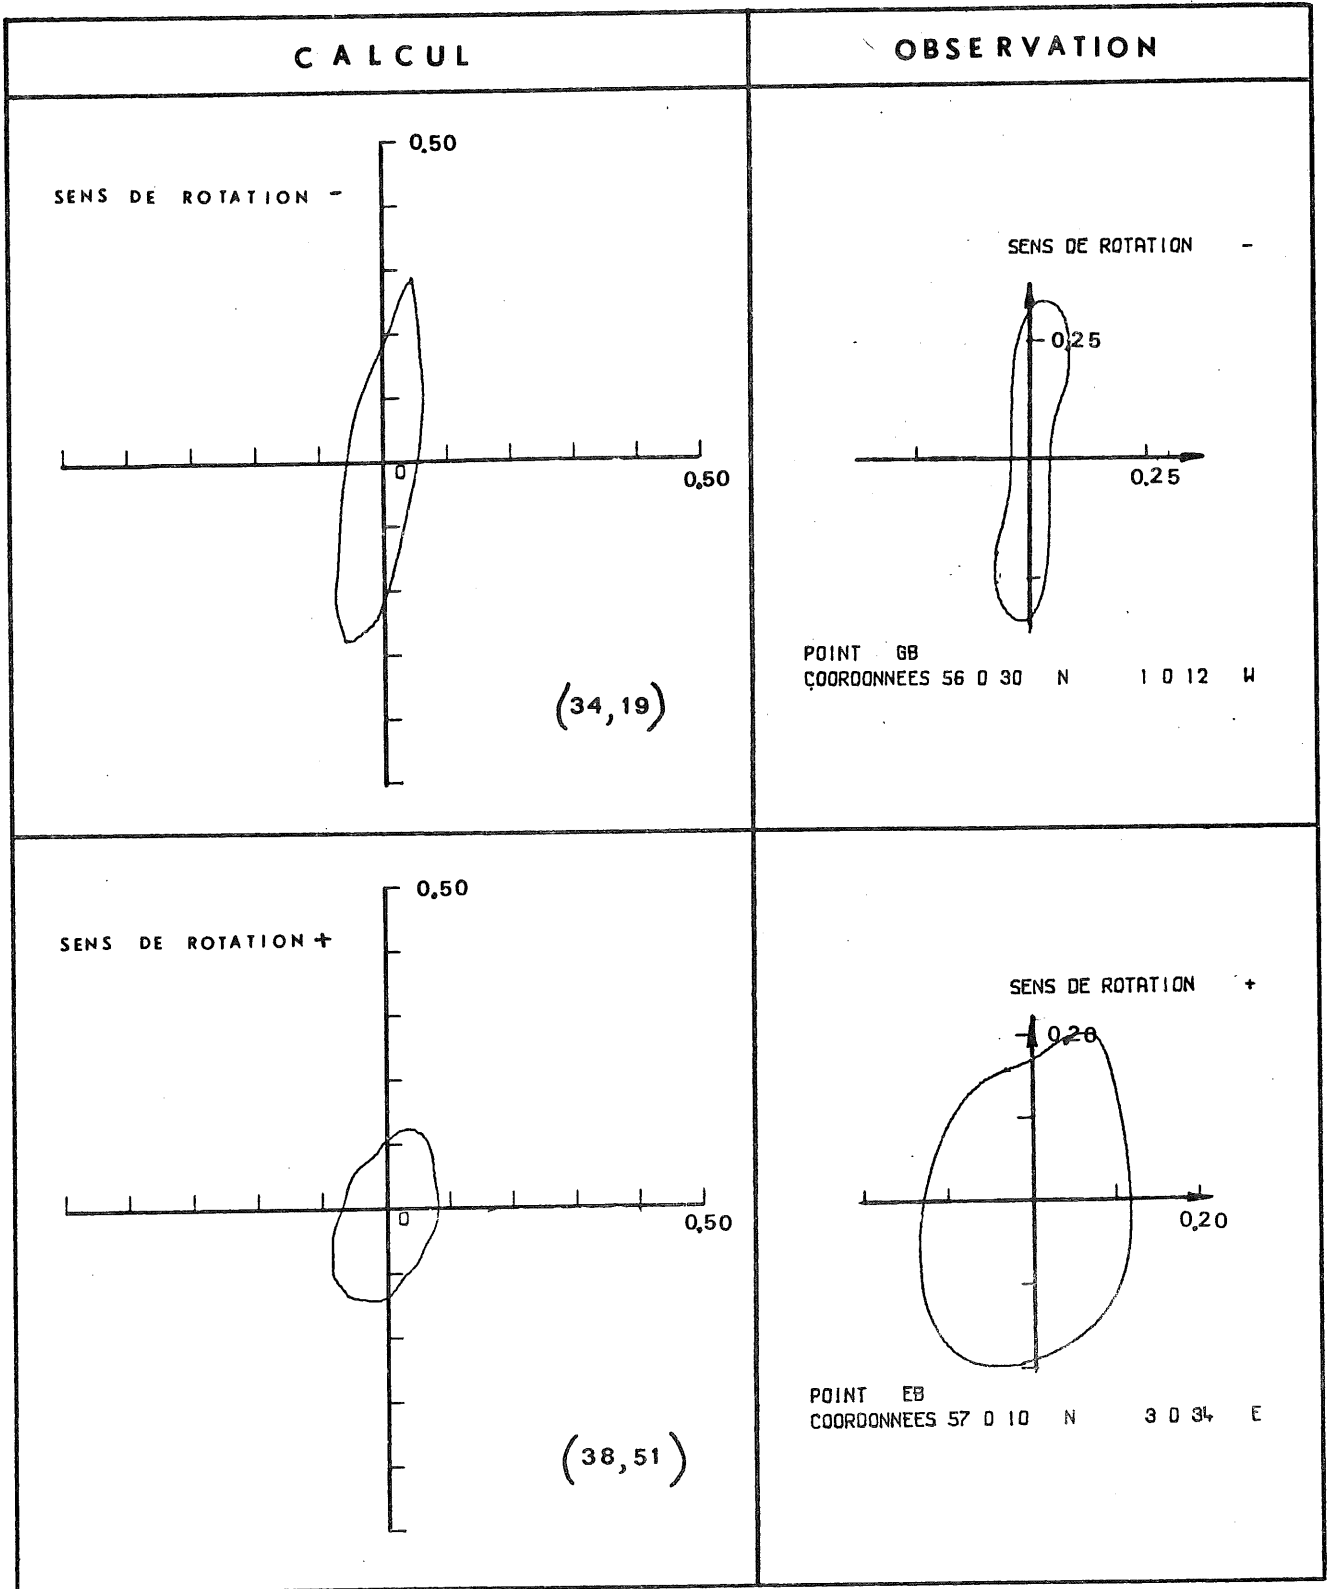 CALCUL
OBSERVATION
0.50
SENS DE ROTATION -
0
0.50
(34,19)
SENS DE ROTATION -
0.25
0.25
POINT GB
COORDONNEES 56 0 30 N 1 0 12 W
0.50
SENS DE ROTATION +
0
0.50
(38,51)
SENS DE ROTATION +
0.20
0.20
POINT EB
COORDONNEES 57 0 10 N 3 0 34 E